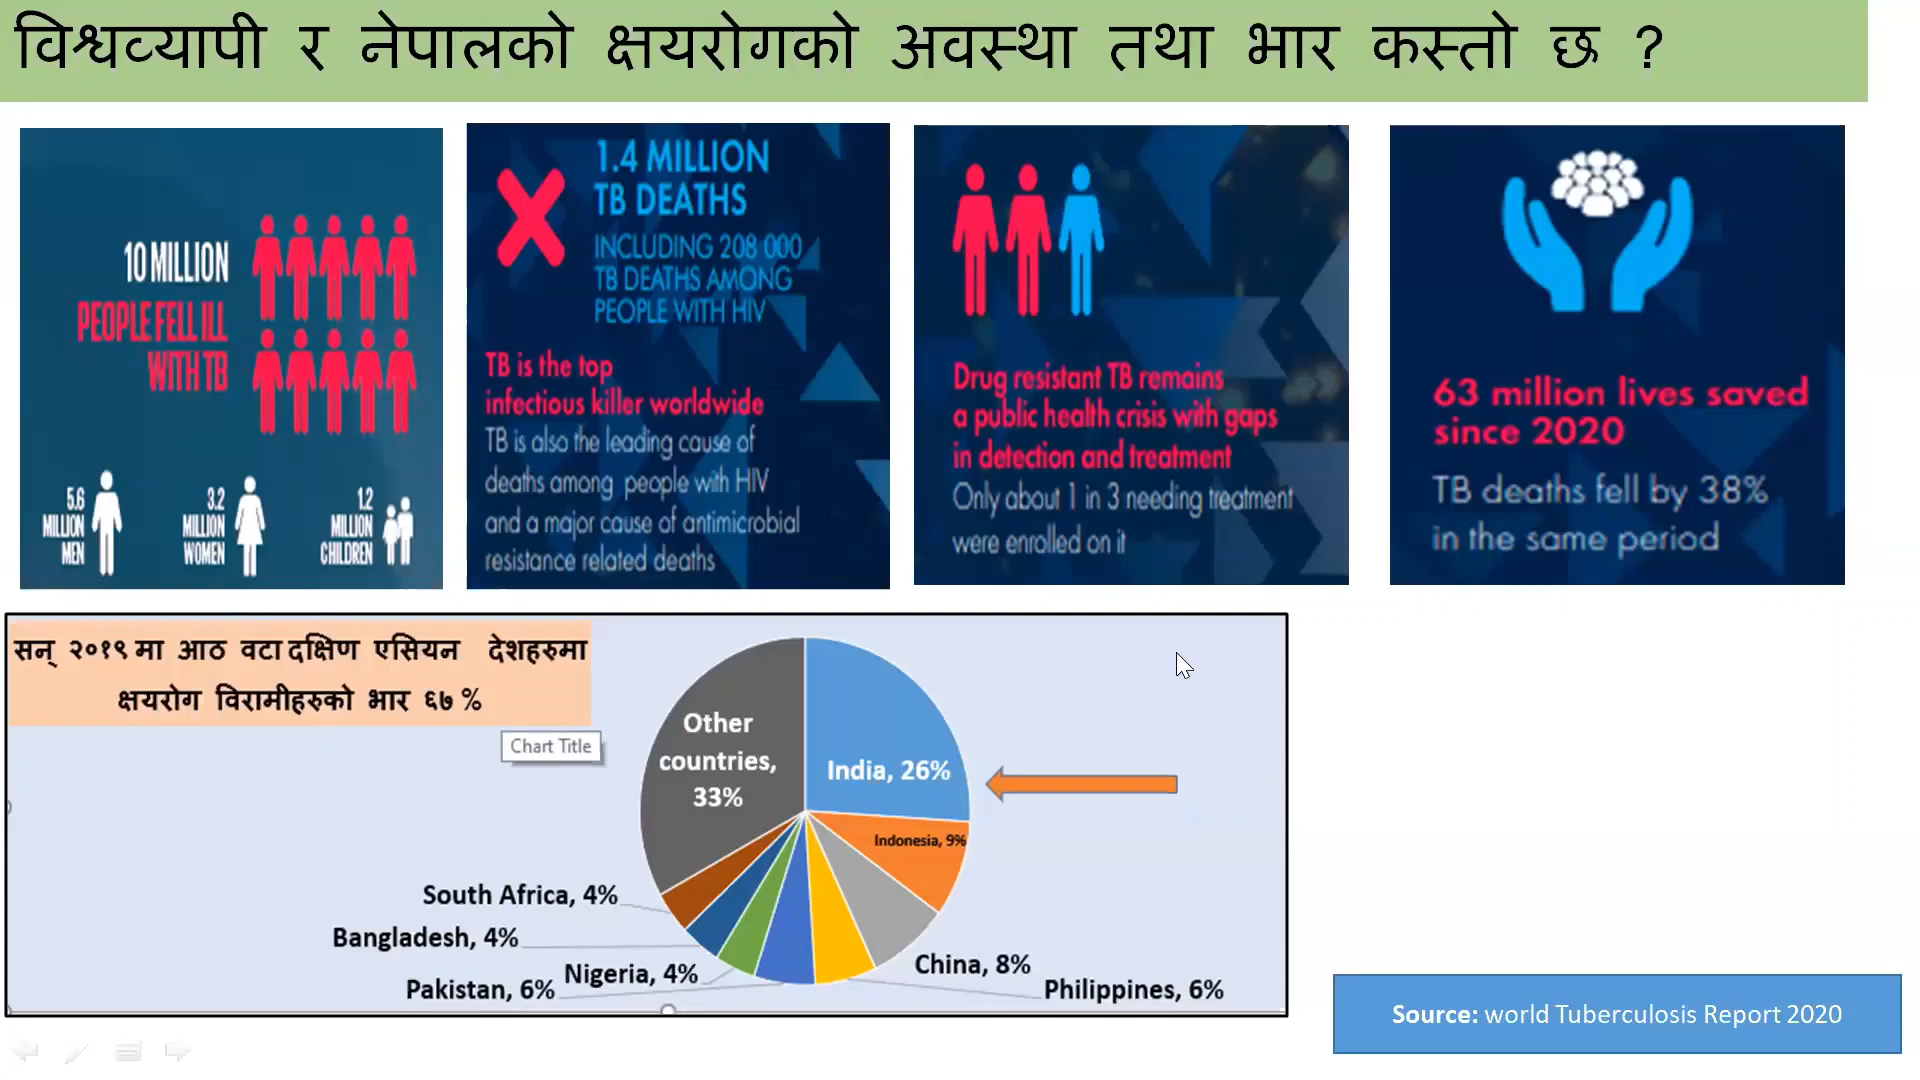 विश्वव्यापी र नेपालको क्षयरोगको अवस्था तथा भार कस्तो छ ?
10 MILLION
PEOPLE FELL ILL
WITH TB
5.6
MILLION
MEN
3.2
MILLION
WOMEN
1.2
MILLION
CHILDREN
1.4 MILLION
TB DEATHS
INCLUDING 208 000
TB DEATHS AMONG
PEOPLE WITH HIV
TB is the top
infectious killer worldwide
TB is also the leading cause of
deaths among people with HIV
and a major cause of antimicrobial
resistance related deaths
Drug resistant TB remains
a public health crisis with gaps
in detection and treatment
Only about 1 in 3 needing treatment
were enrolled on it
63 million lives saved
since 2020
TB deaths fell by 38%
in the same period
सन् २०१९ मा आठ वटा दक्षिण एसियन देशहरुमा
क्षयरोग विरामीहरुको भार ६७ %
Chart Title
Other
countries,
33%
India, 26%
Indonesia, 9%
South Africa, 4%
Bangladesh, 4%
Nigeria, 4%
Pakistan, 6%
China, 8%
Philippines, 6%
Source: world Tuberculosis Report 2020